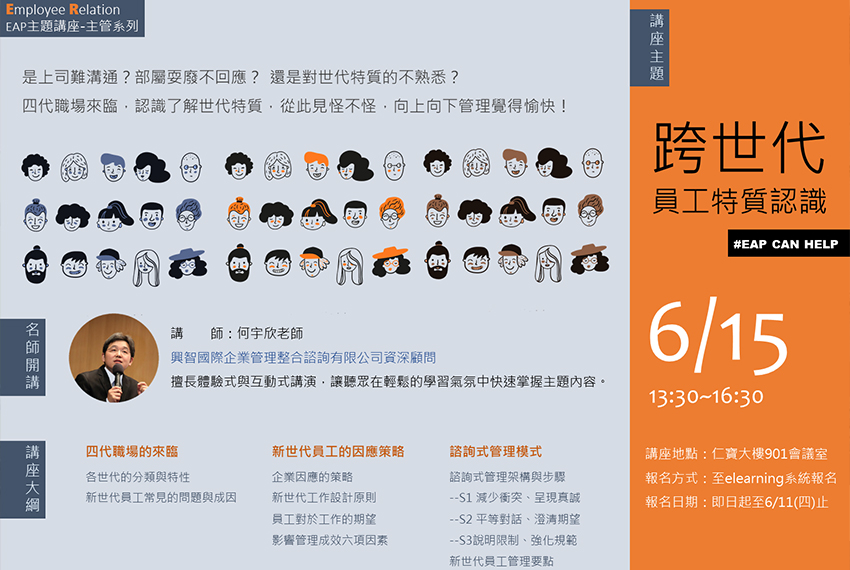 Employee Relation
EAP主題講座-主管系列
是上司難溝通？部屬耍廢不回應？ 還是對世代特質的不熟悉？
四代職場來臨，認識了解世代特質，從此見怪不怪，向上向下管理覺得愉快！
名師開講
講　　師：何宇欣老師
興智國際企業管理整合諮詢有限公司資深顧問
擅長體驗式與互動式講演，讓聽眾在輕鬆的學習氣氛中快速掌握主題內容。
講座大綱
四代職場的來臨
各世代的分類與特性
新世代員工常見的問題與成因
新世代員工的因應策略
企業因應的策略
新世代工作設計原則
員工對於工作的期望
影響管理成效六項因素
諮詢式管理模式
諮詢式管理架構與步驟
--S1 減少衝突、呈現真誠
--S2 平等對話、澄清期望
--S3說明限制、強化規範
新世代員工管理要點
講座主題
跨世代
員工特質認識
#EAP CAN HELP
6/15
13:30~16:30
講座地點：仁寶大樓901會議室
報名方式：至elearning系統報名
報名日期：即日起至6/11(四)止